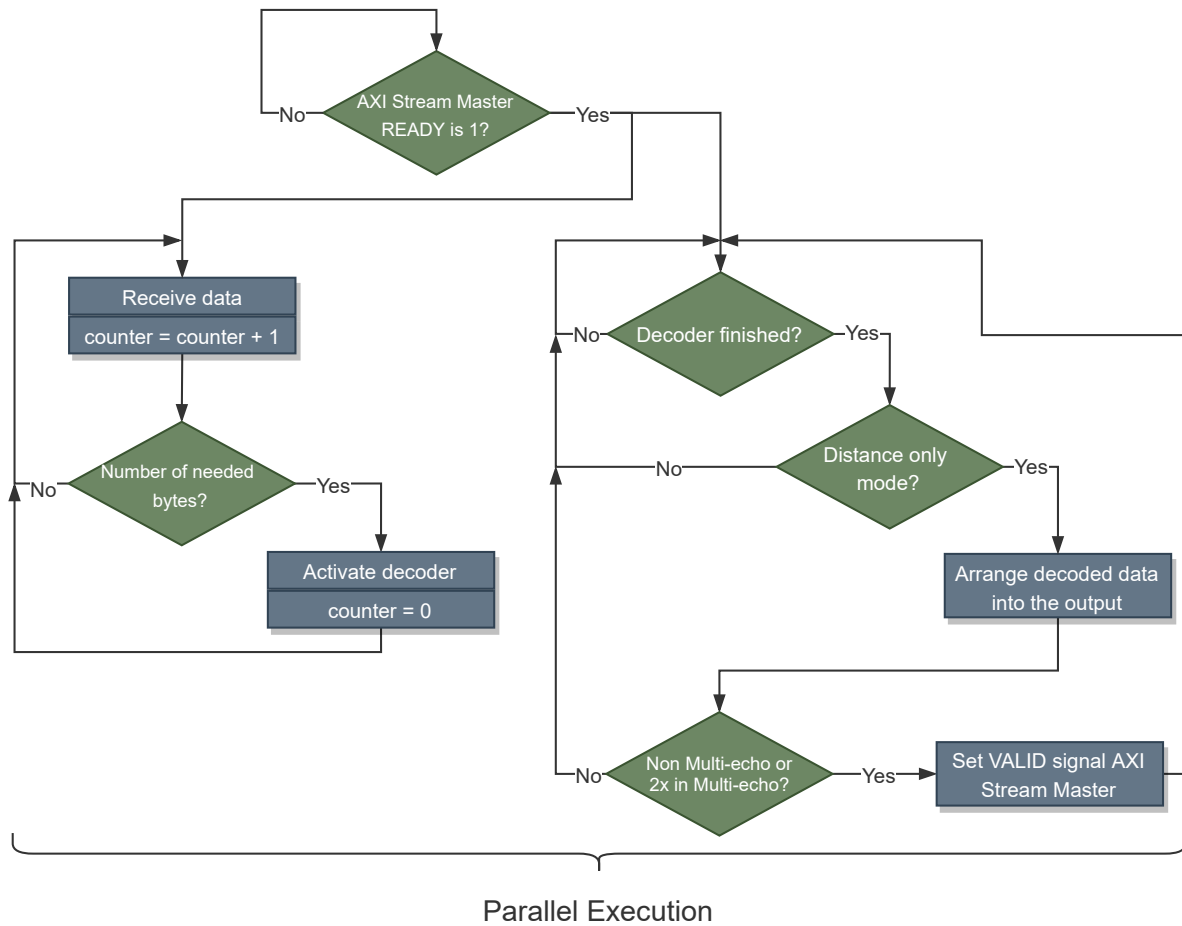 AXI Stream Master
READY is 1?
No
Yes
Receive data
counter = counter + 1
Number of needed
bytes?
No
Yes
Activate decoder
counter = 0
Decoder finished?
No
Yes
Distance only
mode?
No
Yes
Arrange decoded data
into the output
Non Multi-echo or
2x in Multi-echo?
No
Yes
Set VALID signal AXI
Stream Master
Parallel Execution